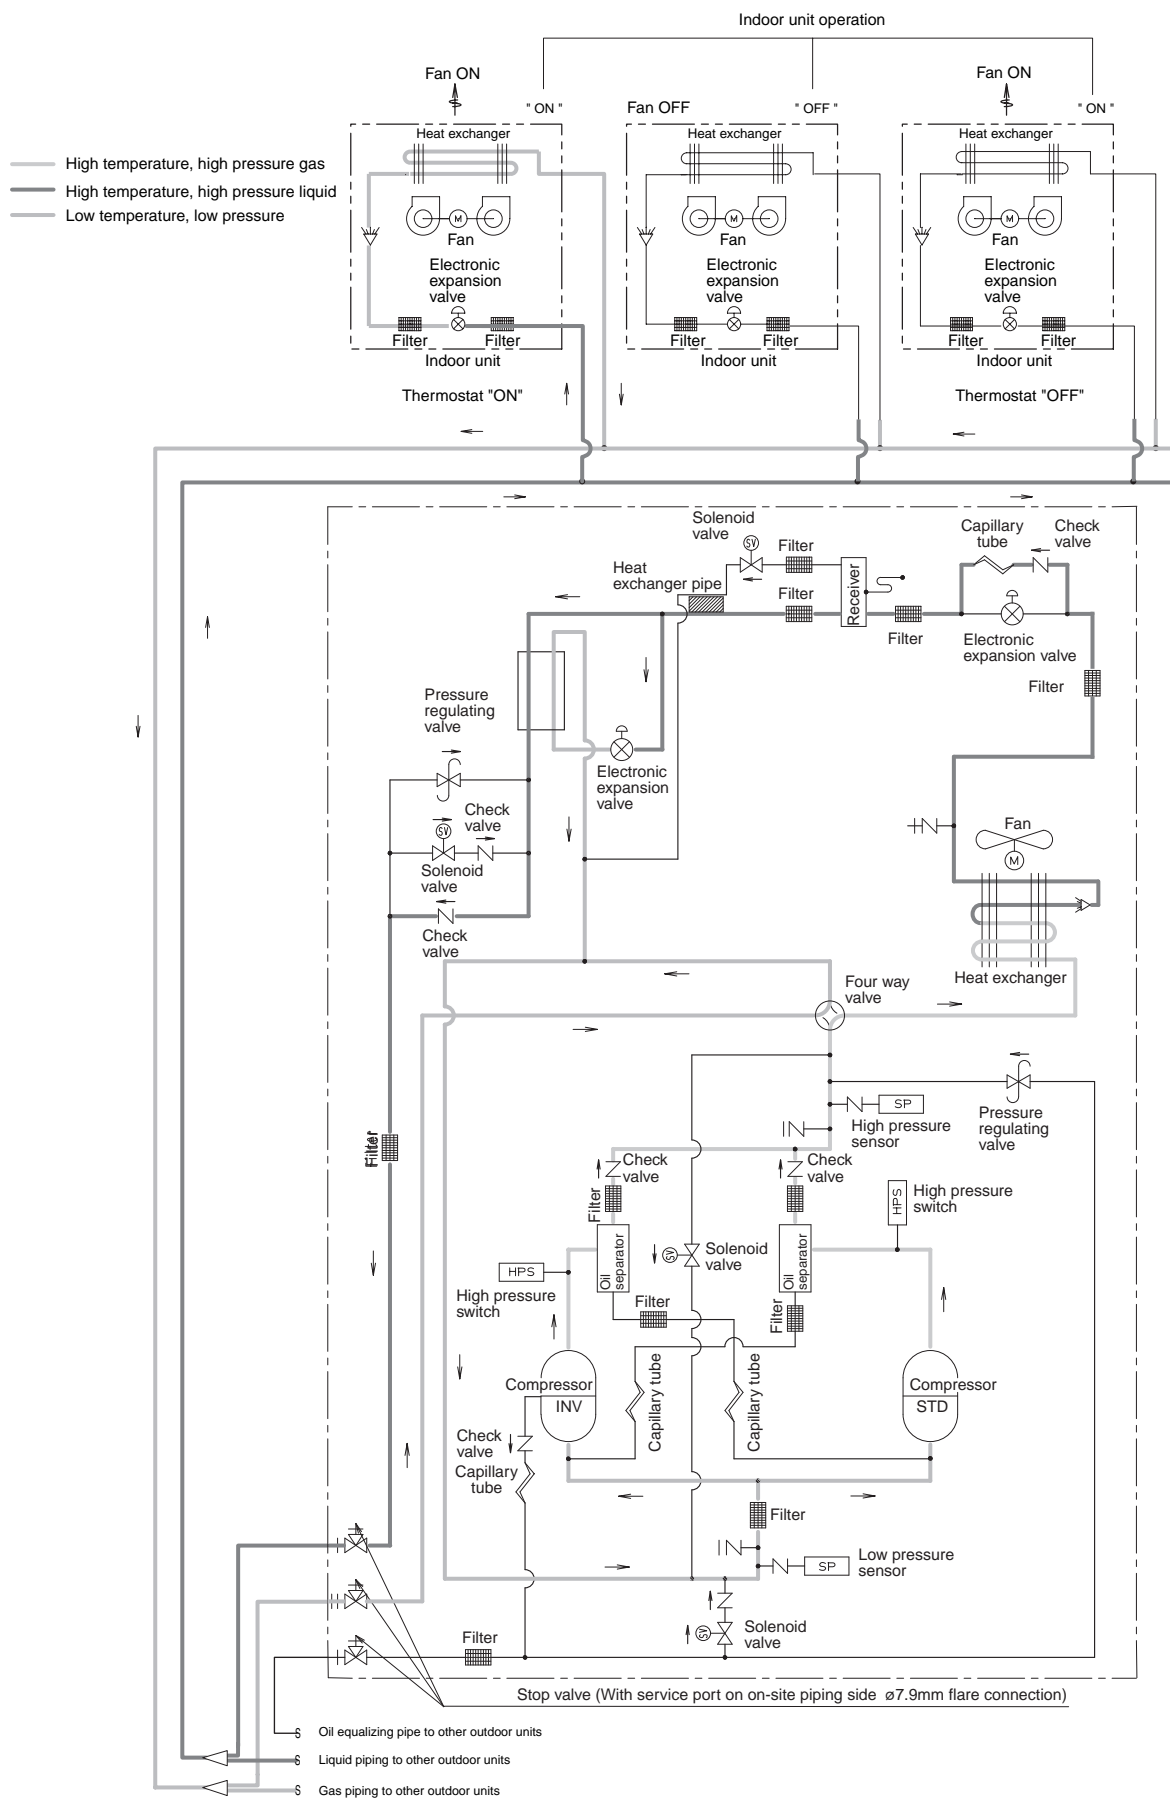 Indoor unit operation
Fan ON
" ON "
Fan OFF
" OFF "
Fan ON
" ON "
High temperature, high pressure gas
High temperature, high pressure liquid
Low temperature, low pressure
Heat exchanger
M
Fan
Electronic
expansion
valve
Filter
Filter
Indoor unit
Thermostat "ON"
Heat exchanger
M
Fan
Electronic
expansion
valve
Filter
Filter
Indoor unit
Heat exchanger
M
Fan
Electronic
expansion
valve
Filter
Filter
Indoor unit
Thermostat "OFF"
Solenoid
valve
SV
Filter
Heat
exchanger pipe
Filter
Receiver
Filter
Capillary
tube
Check
valve
Electronic
expansion valve
Filter
Pressure
regulating
valve
Electronic
expansion
valve
Check
valve
SV
Solenoid
valve
Check
valve
Fan
M
Heat exchanger
Four way
valve
SP
High pressure
sensor
Pressure
regulating
valve
Filter
Check
valve
Check
valve
Filter
HPS
High pressure
switch
Oil
separator
SV
Solenoid
valve
Oil
separator
HPS
High pressure
switch
Filter
Filter
Compressor
INV
Capillary tube
Capillary tube
Compressor
STD
Check
valve
Capillary
tube
Filter
SP
Low pressure
sensor
SV
Solenoid
valve
Filter
Stop valve (With service port on on-site piping side ø7.9mm flare connection)
Oil equalizing pipe to other outdoor units
Liquid piping to other outdoor units
Gas piping to other outdoor units